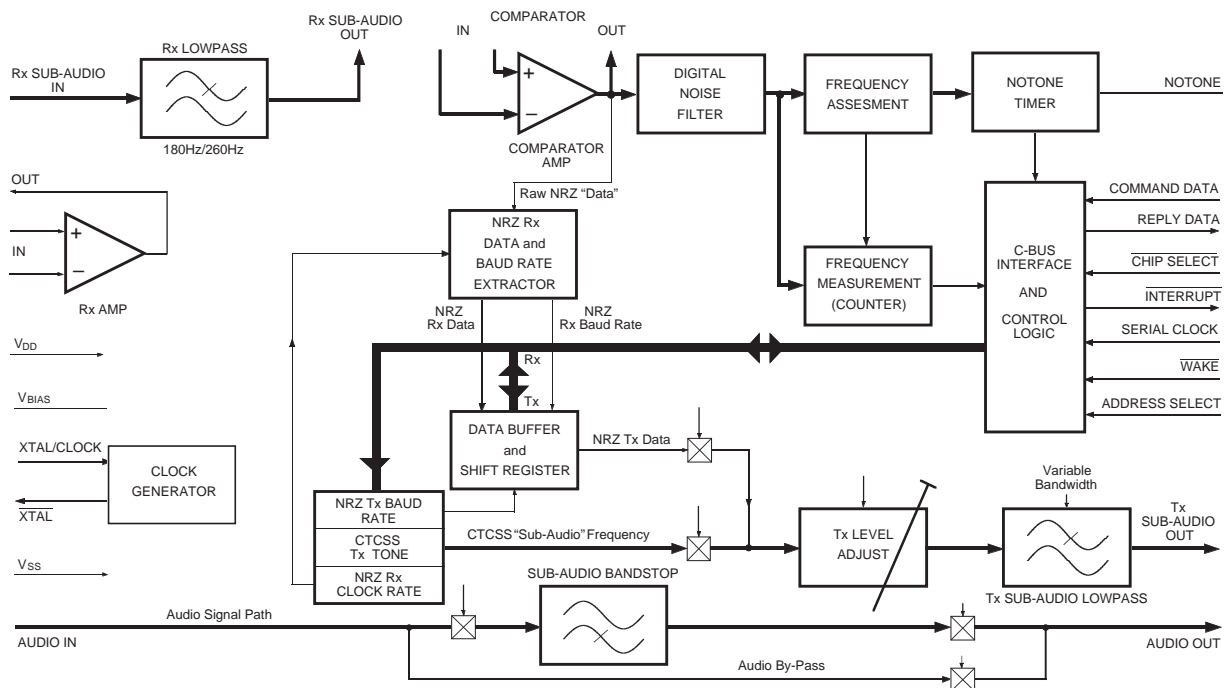 Rx SUB-AUDIO
IN
Rx LOWPASS
180Hz/260Hz
Rx SUB-AUDIO
OUT
COMPARATOR
IN
OUT
+
−
COMPARATOR
AMP
DIGITAL
NOISE
FILTER
FREQUENCY
ASSESMENT
NOTONE
TIMER
NOTONE
OUT
IN
+
−
Rx AMP
Raw NRZ “Data”
NRZ Rx
DATA and
BAUD RATE
EXTRACTOR
FREQUENCY
MEASUREMENT
(COUNTER)
C-BUS
INTERFACE
AND
CONTROL
LOGIC
COMMAND DATA
REPLY DATA
CHIP SELECT
INTERRUPT
SERIAL CLOCK
WAKE
ADDRESS SELECT
NRZ
Rx Data
NRZ
Rx Baud Rate
Rx
Tx
VDD
VBIAS
XTAL/CLOCK
XTAL
CLOCK
GENERATOR
VSS
DATA BUFFER
and
SHIFT REGISTER
NRZ Tx Data
NRZ Tx BAUD
RATE
CTCSS
Tx TONE
NRZ Rx
CLOCK RATE
CTCSS “Sub-Audio” Frequency
Tx LEVEL
ADJUST
Variable
Bandwidth
Tx
SUB-AUDIO
OUT
Tx SUB-AUDIO LOWPASS
SUB-AUDIO BANDSTOP
Audio Signal Path
AUDIO IN
Audio By-Pass
AUDIO OUT